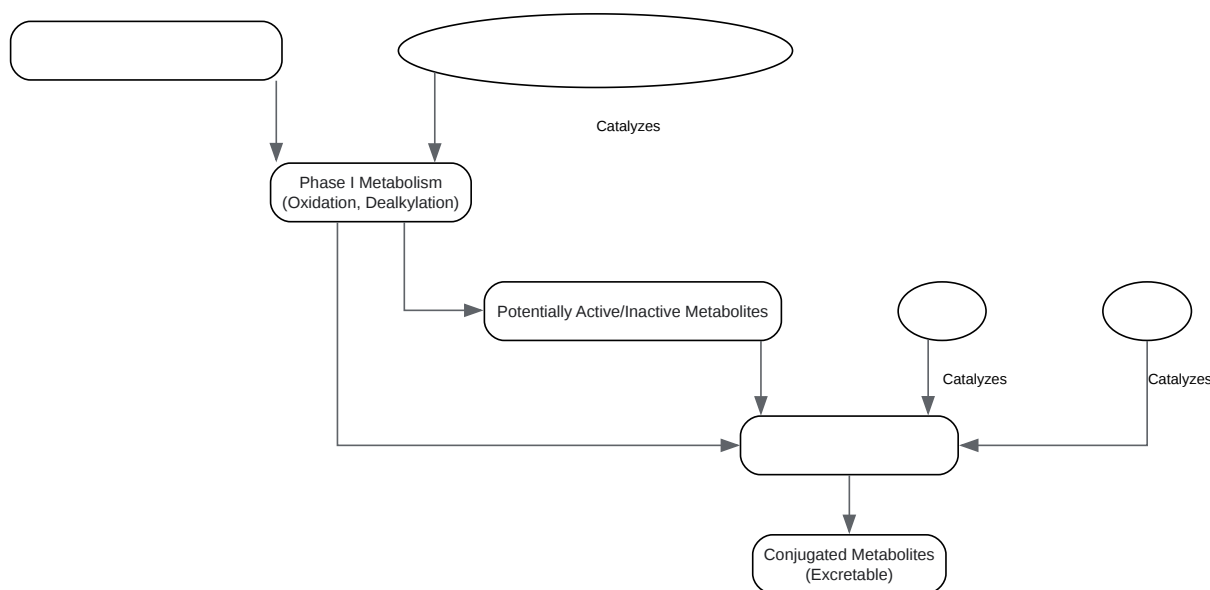 Catalyzes
Phase I Metabolism
(Oxidation, Dealkylation)
Potentially Active/Inactive Metabolites
Catalyzes
Catalyzes
Conjugated Metabolites
(Excretable)